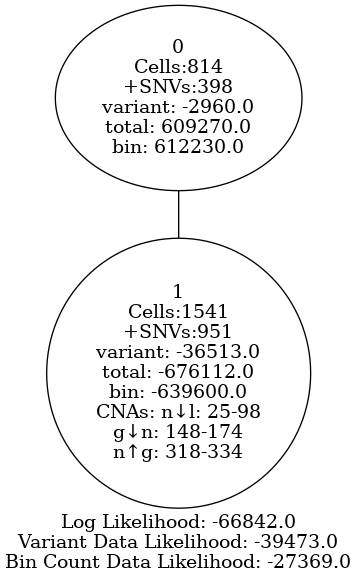 0
Cells:814
+SNVs:398
variant: -2960.0
total: 609270.0
bin: 612230.0
1
Cells:1541
+SNVs:951
variant: -36513.0
total: -676112.0
bin: -639600.0
CNAs: n↓l: 25-98
g↓n: 148-174
n↑g: 318-334
Log Likelihood: -66842.0
Variant Data Likelihood: -39473.0
Bin Count Data Likelihood: -27369.0